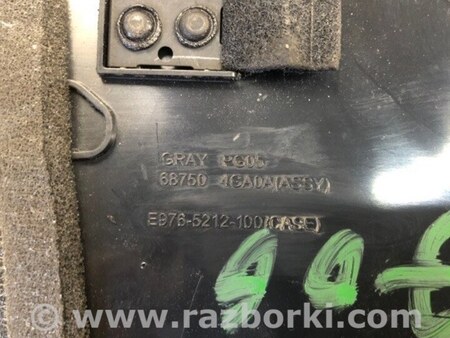 GRAY PG05
68750 4GA0A(ASSY)
E976-5212-100(CASE)
www.razborki.com